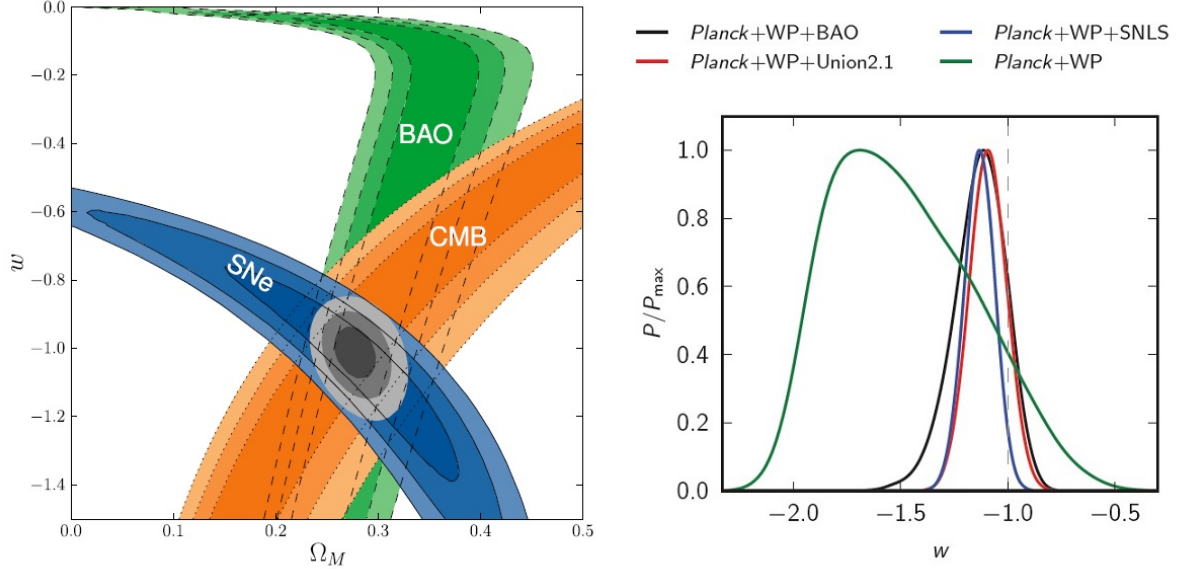 0.0
−0.2
−0.4
−0.6
−0.8
−1.0
−1.2
−1.4
w
0.0 0.1 0.2 0.3 0.4 0.5
Ω_M
BAO
CMB
SNe
Planck+WP+BAO
Planck+WP+SNLS
Planck+WP+Union2.1
Planck+WP
1.0
0.8
0.6
0.4
0.2
0.0
P/P_max
−2.0 −1.5 −1.0 −0.5
w